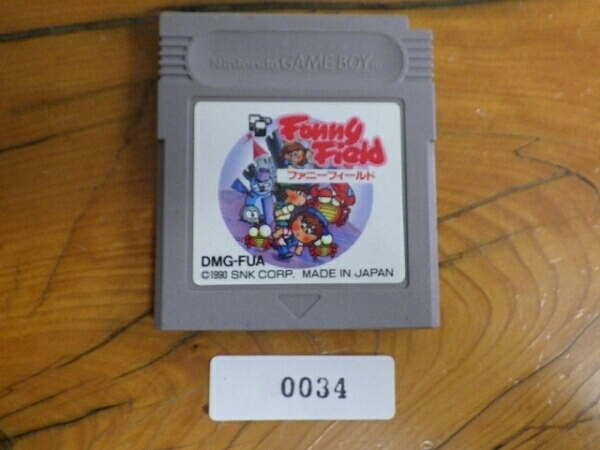 Nintendo GAME BOY
Funny
Field
ファニーフィールド
DMG-FUA
©1990 SNK CORP. MADE IN JAPAN
0034